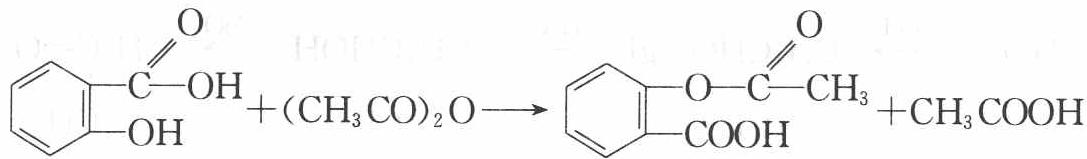 O
O
C—OH
OH
+(CH₃CO)₂O⟶
O—C—CH₃
COOH
+CH₃COOH